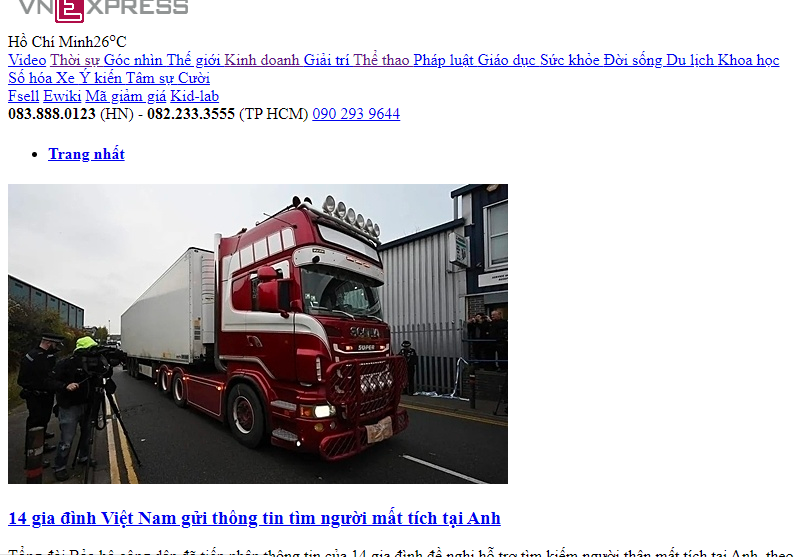 VNEXPRESS
Hồ Chí Minh26°C
Video Thời sự Góc nhìn Thế giới Kinh doanh Giải trí Thể thao Pháp luật Giáo dục Sức khỏe Đời sống Du lịch Khoa học
Số hóa Xe Ý kiến Tâm sự Cười
Fsell Ewiki Mã giảm giá Kid-lab
083.888.0123 (HN) - 082.233.3555 (TP HCM) 090 293 9644
• Trang nhất
SCANIA
SUPER
14 gia đình Việt Nam gửi thông tin tìm người mất tích tại Anh
Tổng đài Bảo hộ công dân đã tiếp nhận thông tin của 14 gia đình đề nghị hỗ trợ tìm kiếm người thân mất tích tại Anh, theo